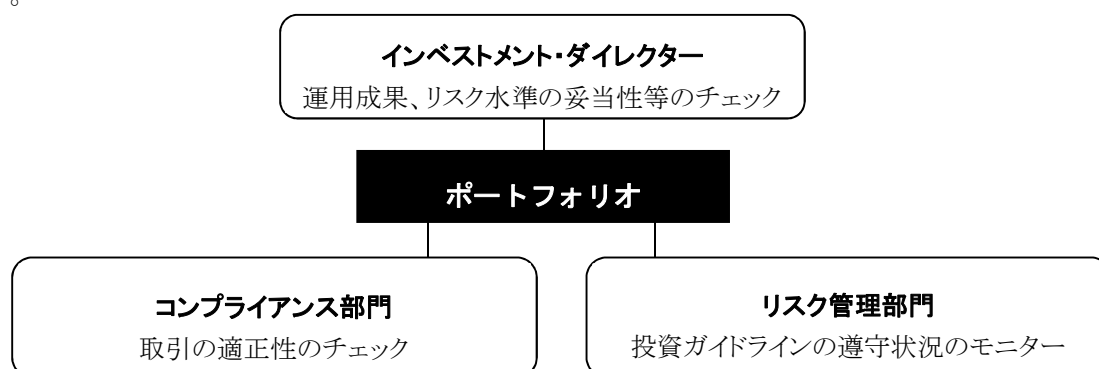 。
インベストメント・ダイレクター
運用成果、リスク水準の妥当性等のチェック
ポートフォリオ
コンプライアンス部門
取引の適正性のチェック
リスク管理部門
投資ガイドラインの遵守状況のモニター